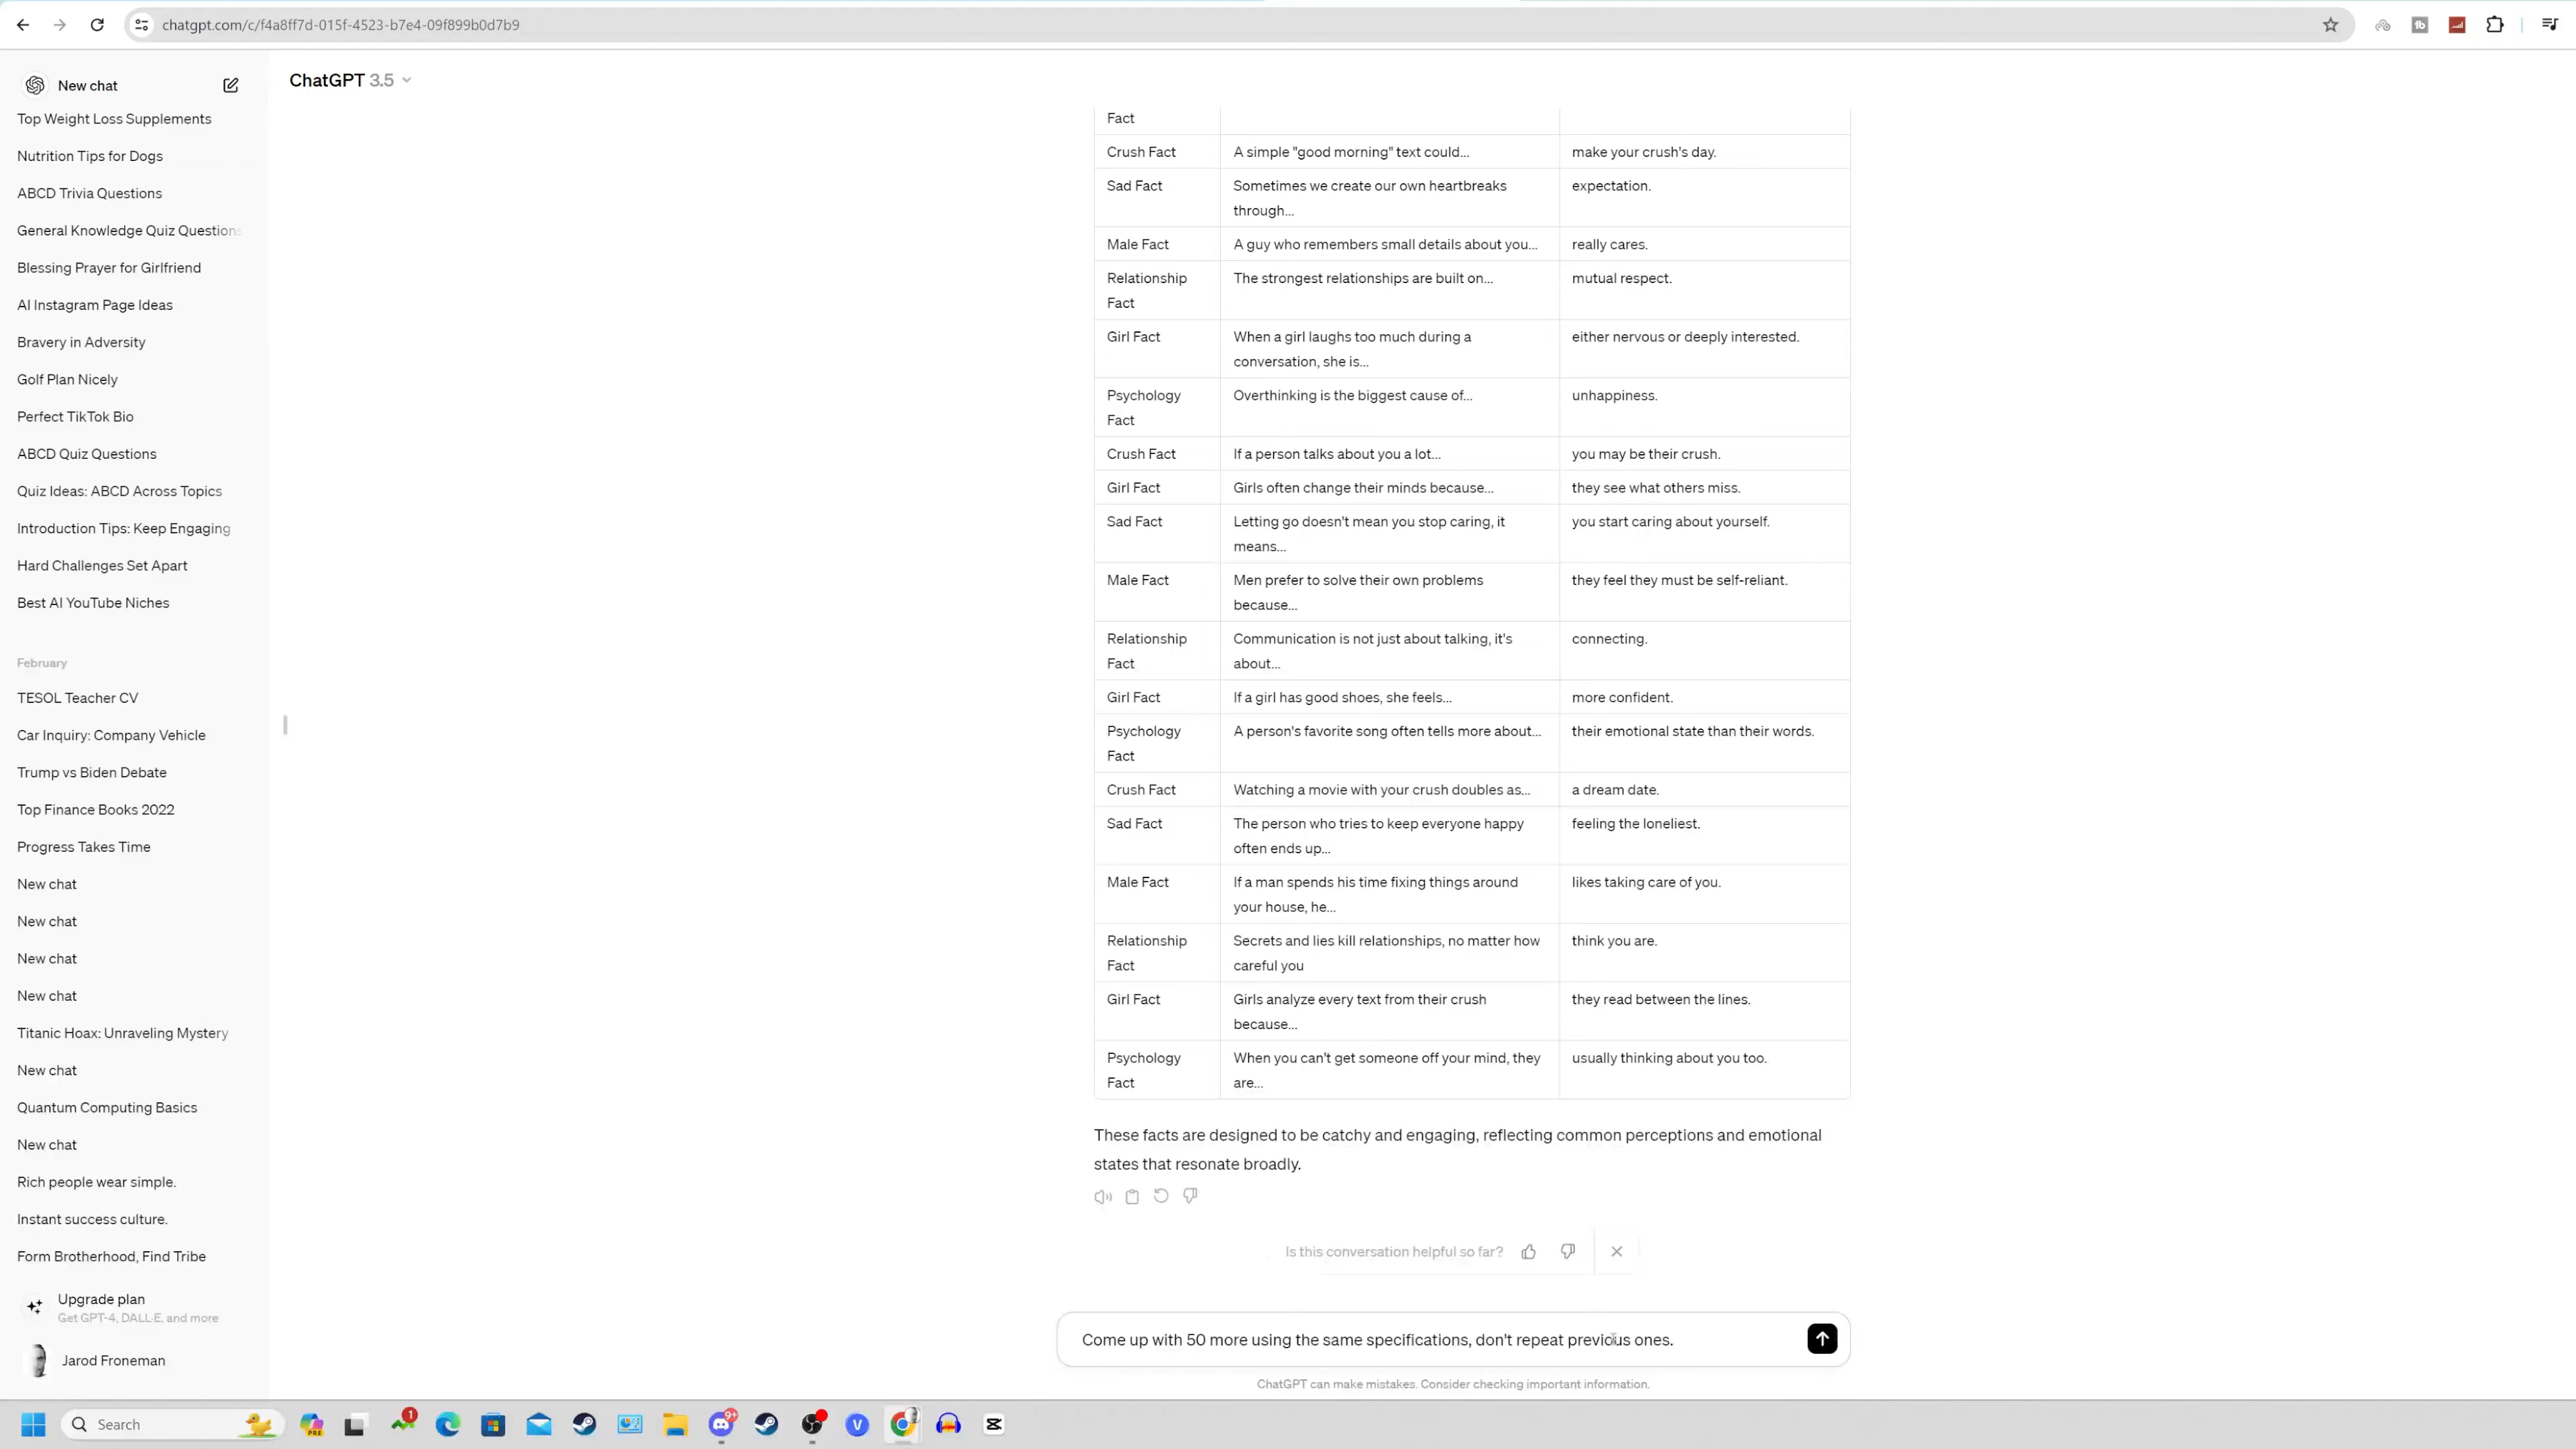 chatgpt.com/c/f4a8ff7d-015f-4523-b7e4-09f899b0d7b9
New chat
Top Weight Loss Supplements
Nutrition Tips for Dogs
ABCD Trivia Questions
General Knowledge Quiz Questions
Blessing Prayer for Girlfriend
AI Instagram Page Ideas
Bravery in Adversity
Golf Plan Nicely
Perfect TikTok Bio
ABCD Quiz Questions
Quiz Ideas: ABCD Across Topics
Introduction Tips: Keep Engaging
Hard Challenges Set Apart
Best AI YouTube Niches
February
TESOL Teacher CV
Car Inquiry: Company Vehicle
Trump vs Biden Debate
Top Finance Books 2022
Progress Takes Time
New chat
New chat
New chat
New chat
Titanic Hoax: Unraveling Mystery
New chat
Quantum Computing Basics
New chat
Rich people wear simple.
Instant success culture.
Form Brotherhood, Find Tribe
Upgrade plan
Get GPT-4, DALL·E, and more
Jarod Froneman
ChatGPT 3.5
Fact
Crush Fact
A simple "good morning" text could...
make your crush's day.
Sad Fact
Sometimes we create our own heartbreaks
through...
expectation.
Male Fact
A guy who remembers small details about you...
really cares.
Relationship
Fact
The strongest relationships are built on...
mutual respect.
Girl Fact
When a girl laughs too much during a
conversation, she is...
either nervous or deeply interested.
Psychology
Fact
Overthinking is the biggest cause of...
unhappiness.
Crush Fact
If a person talks about you a lot...
you may be their crush.
Girl Fact
Girls often change their minds because...
they see what others miss.
Sad Fact
Letting go doesn't mean you stop caring, it
means...
you start caring about yourself.
Male Fact
Men prefer to solve their own problems
because...
they feel they must be self-reliant.
Relationship
Fact
Communication is not just about talking, it's
about...
connecting.
Girl Fact
If a girl has good shoes, she feels...
more confident.
Psychology
Fact
A person's favorite song often tells more about...
their emotional state than their words.
Crush Fact
Watching a movie with your crush doubles as...
a dream date.
Sad Fact
The person who tries to keep everyone happy
often ends up...
feeling the loneliest.
Male Fact
If a man spends his time fixing things around
your house, he...
likes taking care of you.
Relationship
Fact
Secrets and lies kill relationships, no matter how
careful you
think you are.
Girl Fact
Girls analyze every text from their crush
because...
they read between the lines.
Psychology
Fact
When you can't get someone off your mind, they
are...
usually thinking about you too.
These facts are designed to be catchy and engaging, reflecting common perceptions and emotional
states that resonate broadly.
Is this conversation helpful so far?
Come up with 50 more using the same specifications, don't repeat previous ones.
ChatGPT can make mistakes. Consider checking important information.
Search
PRE
1
9+
V